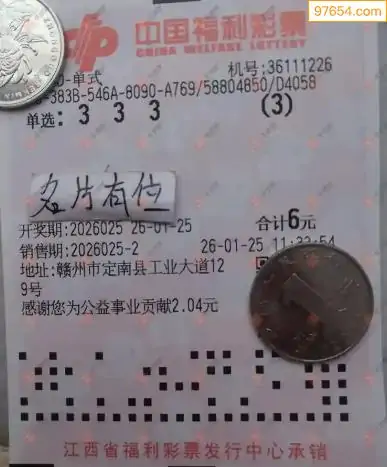 97654.com
中国福利彩票
CHINA WELFARE LOTTERY
D-单式 机号:36111226
-383B-546A-8090-A769/58804850/D4058
单选: 3 3 3 (3)
名片有位
开奖期:2026025 26-01-25 合计6元
销售期:2026025-2 26-01-25 11:32:54
地址:赣州市定南县工业大道12
9号
感谢您为公益事业贡献2.04元
江西省福利彩票发行中心承销